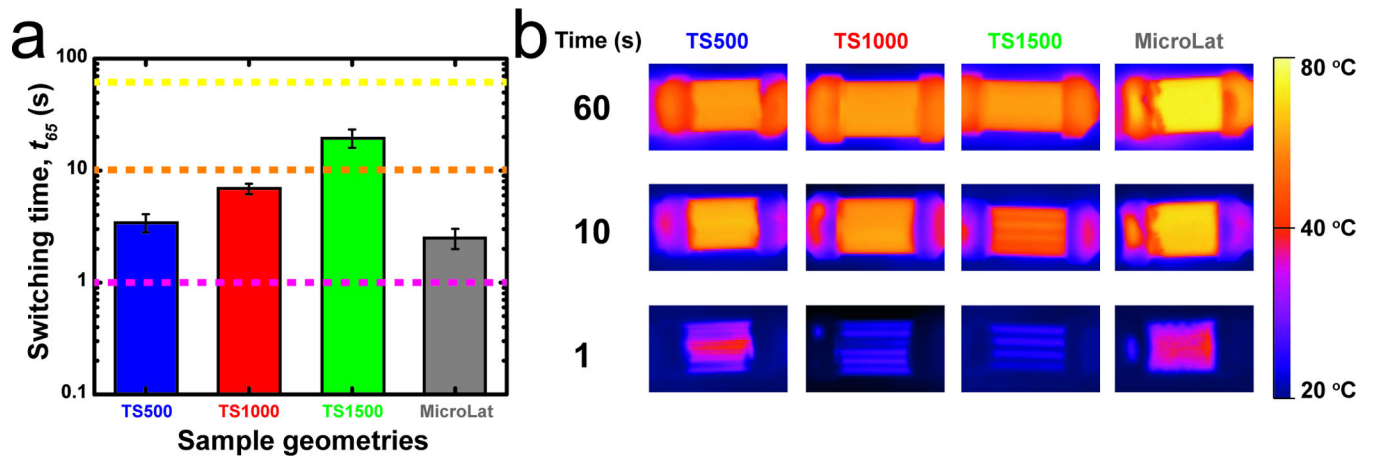 a
Switching time, t65 (s)
100
10
1
0.1
TS500 TS1000 TS1500 MicroLat
Sample geometries
b
Time (s) TS500 TS1000 TS1500 MicroLat
60
10
1
80 °C
40 °C
20 °C